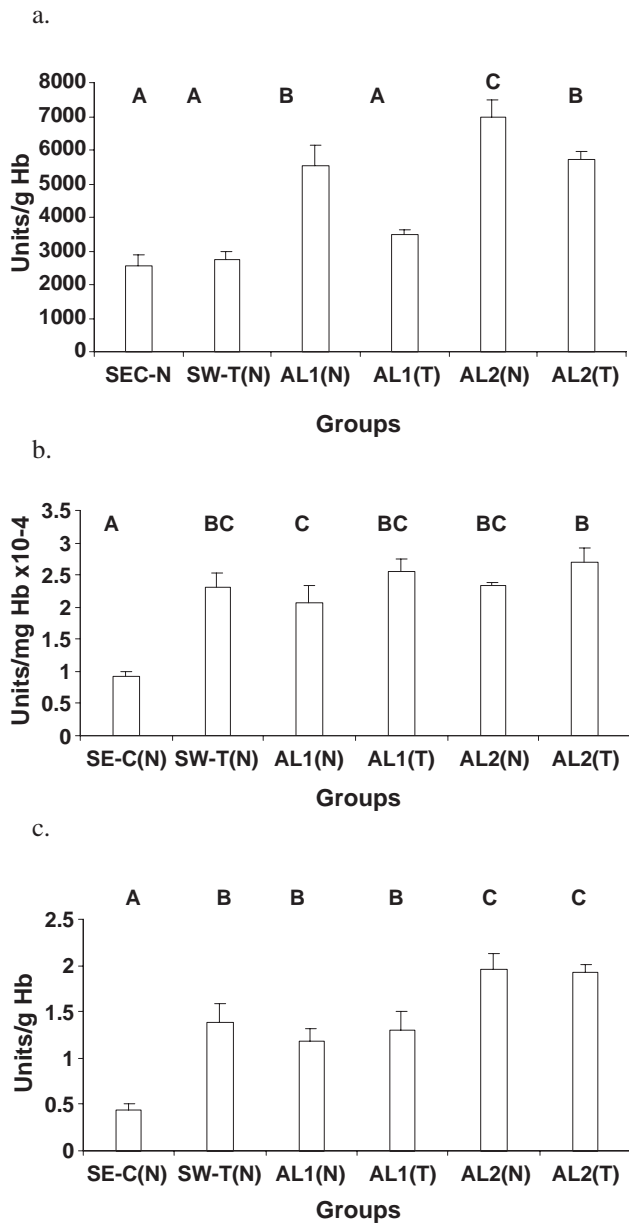 a.
A A B A C B
8000
7000
6000
5000
4000
3000
2000
1000
0
Units/g Hb
SEC-N SW-T(N) AL1(N) AL1(T) AL2(N) AL2(T)
Groups
b.
A BC C BC BC B
3.5
3
2.5
2
1.5
1
0.5
0
Units/mg Hb x10-4
SE-C(N) SW-T(N) AL1(N) AL1(T) AL2(N) AL2(T)
Groups
c.
A B B B C C
2.5
2
1.5
1
0.5
0
Units/g Hb
SE-C(N) SW-T(N) AL1(N) AL1(T) AL2(N) AL2(T)
Groups